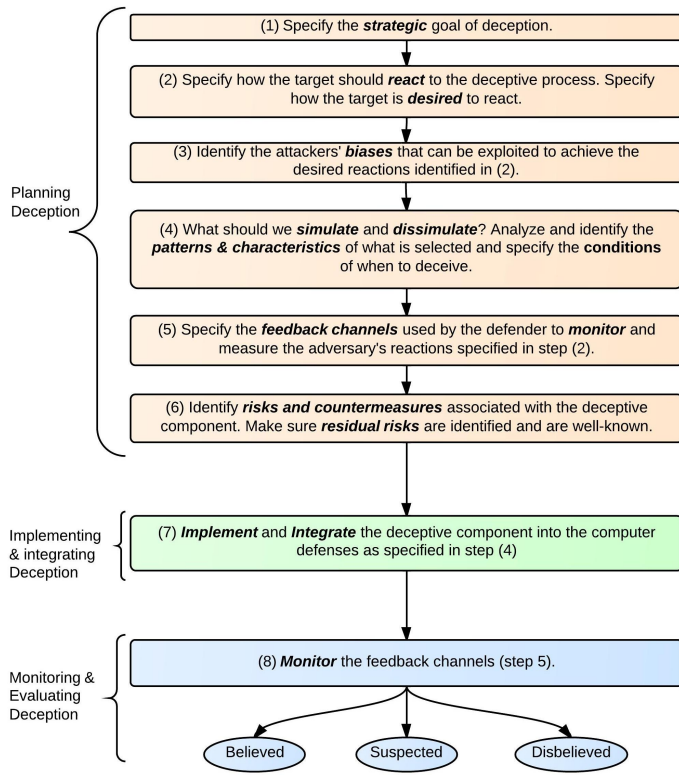 (1) Specify the strategic goal of deception.
(2) Specify how the target should react to the deceptive process. Specify
how the target is desired to react.
(3) Identify the attackers' biases that can be exploited to achieve the
desired reactions identified in (2).
Planning
Deception
(4) What should we simulate and dissimulate? Analyze and identify the
patterns & characteristics of what is selected and specify the conditions
of when to deceive.
(5) Specify the feedback channels used by the defender to monitor and
measure the adversary's reactions specified in step (2).
(6) Identify risks and countermeasures associated with the deceptive
component. Make sure residual risks are identified and are well-known.
Implementing
& integrating
Deception
(7) Implement and Integrate the deceptive component into the computer
defenses as specified in step (4)
Monitoring &
Evaluating
Deception
(8) Monitor the feedback channels (step 5).
Believed
Suspected
Disbelieved